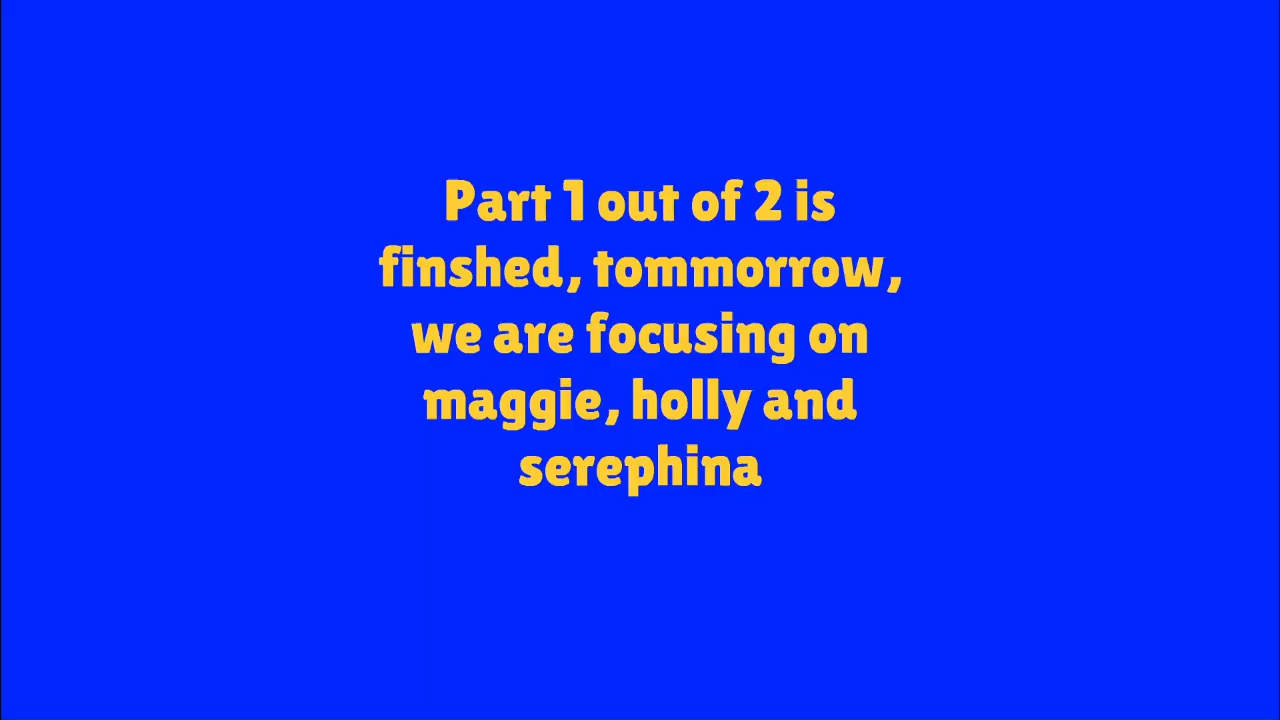 Part 1 out of 2 is
finshed, tommorrow,
we are focusing on
maggie, holly and
serephina